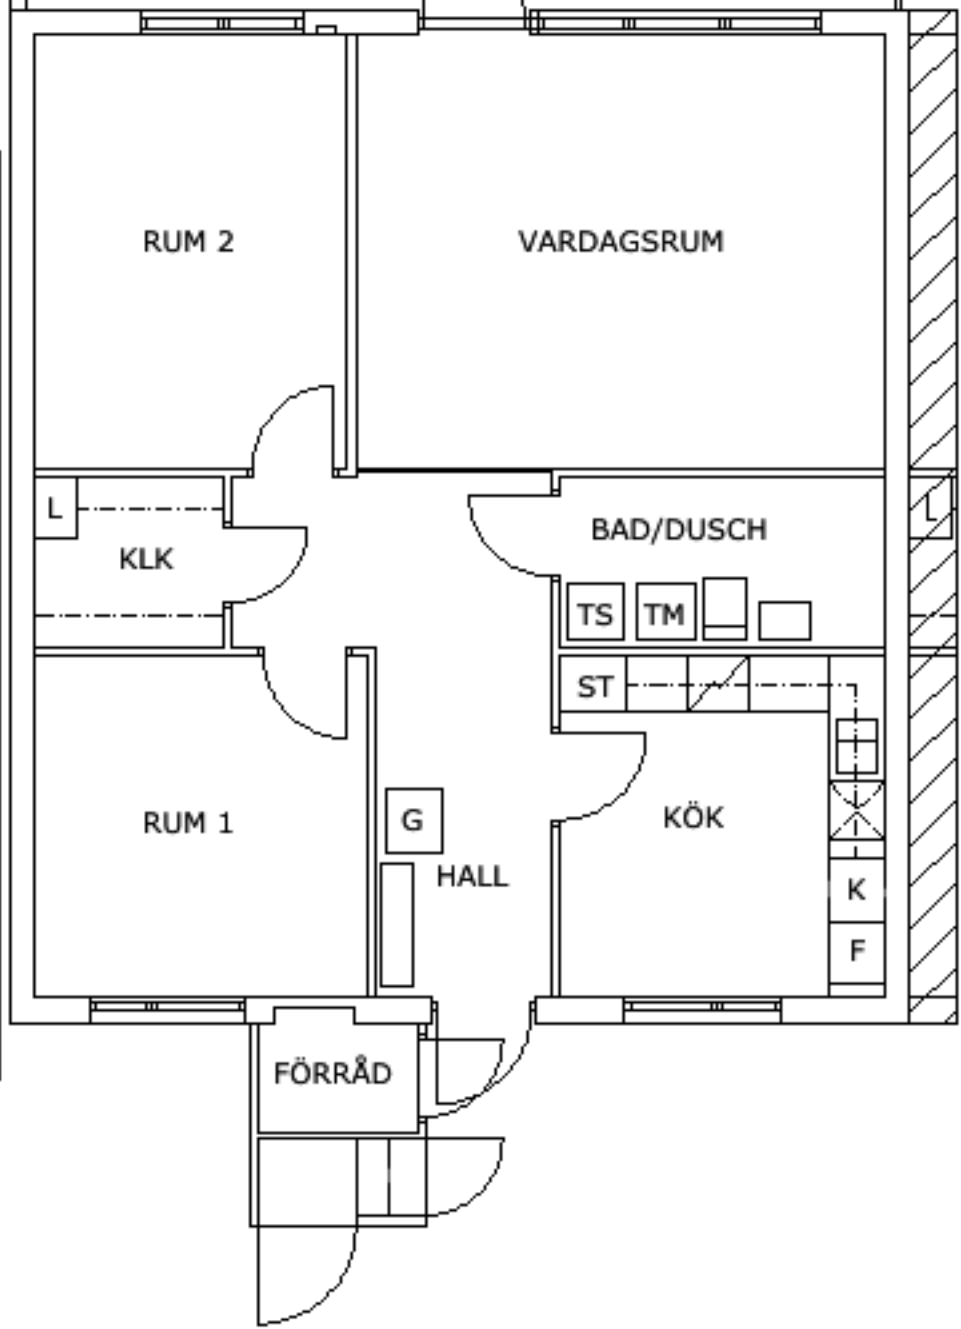 RUM 2
VARDAGSRUM
L
L
BAD/DUSCH
KLK
TS
TM
ST
RUM 1
G
KÖK
HALL
K
F
FÖRRÅD